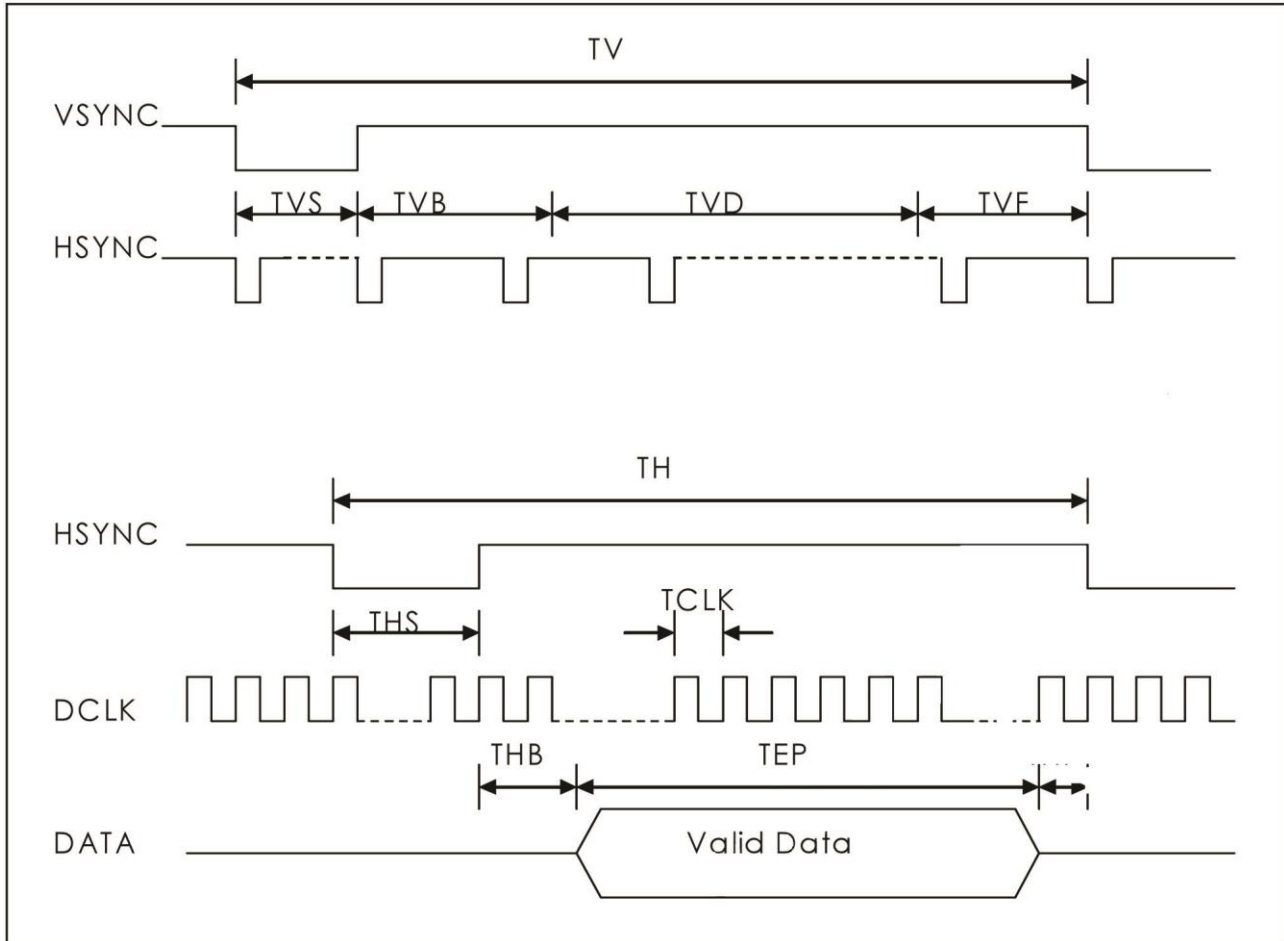 TV
VSYNC
TVS TVB TVD TVF
HSYNC
TH
HSYNC
TCLK
THS
DCLK
THB TEP
DATA Valid Data